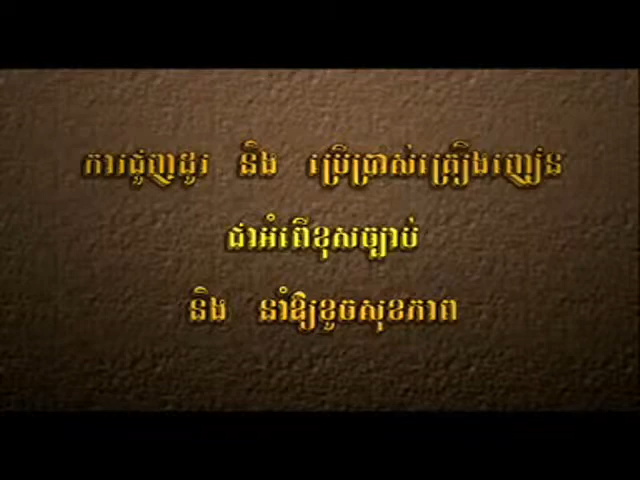 ការជួញដូរ និង ប្រើប្រាស់គ្រឿងញៀន
ជាអំពើខុសច្បាប់
និង នាំឱ្យខូចសុខភាព